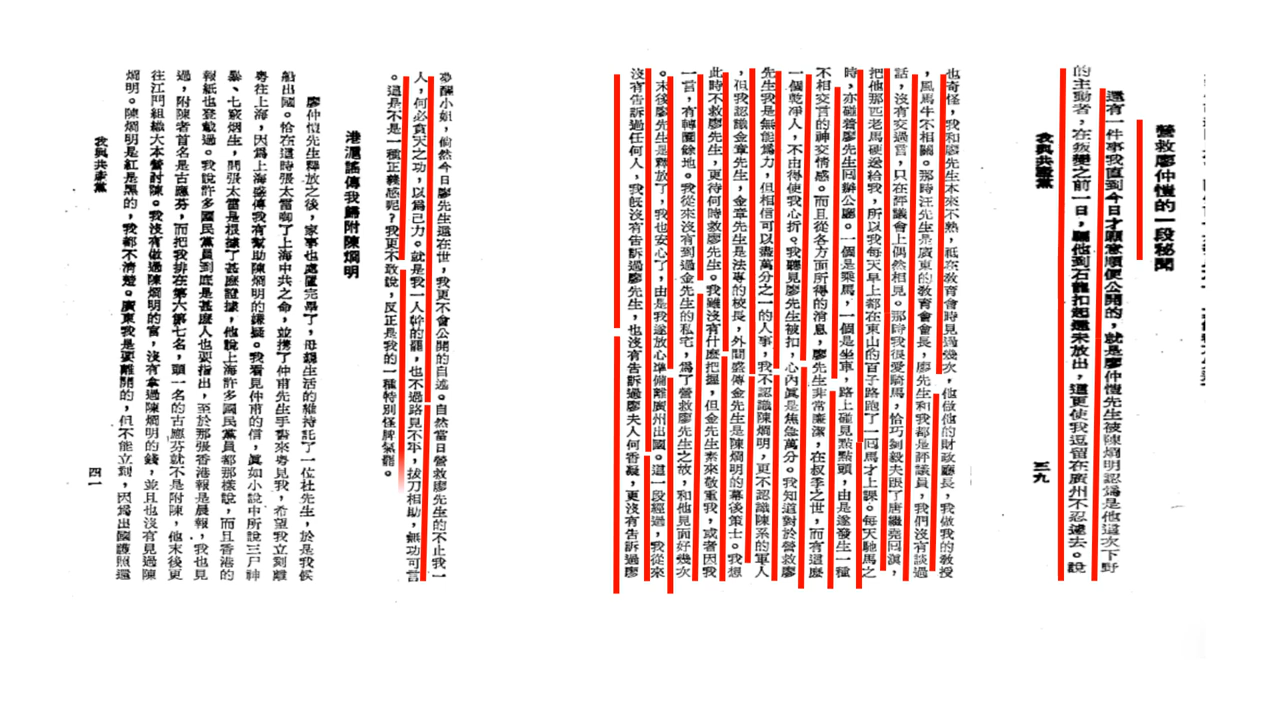 營救廖仲愷的一段秘聞
還有一件事我直到今日才願意順便公開的，就是廖仲愷先生被陳烱明認爲是他這次下野
的主動者，在叛變之前一日，騙他到石龍扣起還未放出，這更使我逗留在廣州不忍遽去。說
我與共產黨
三九
也奇怪，我和廖先生本來不熟，祗在敎育會時見過幾次，他做他的財政廳長，我做我的敎授
，風馬牛不相關。那時汪先生是廣東的敎育會會長，廖先生和我都是評議員，我們沒有談過
話，沒有交過言，只在評議會上偶然相見。那時我很愛騎馬，恰巧劉毅夫跟了唐繼堯回滇，
把他那匹老馬硬送給我，所以我每天早上都在東山的百子路跑了一囘馬才上課。每天馳馬之
時，亦碰着廖先生囘辦公廳。一個是乘馬，一個是坐車，路上碰見點點頭，由是遂發生一種
不相交言的神交情感。而且從各方面所得的消息，廖先生非常廉潔，在叔季之世，而有這麽
一個乾凈人，不由得使我心折。我聽見廖先生被扣，心內眞是焦急萬分。我知道對於營救廖
先生我是無能爲力，但相信可以盡萬分之一的人事，我不認識陳烱明，更不認識陳系的軍人
，但我認識金章先生，金章先生是法專的校長，外間盛傳金先生是陳烱明的幕後策士。我想
此時不救廖先生，更待何時救廖先生。我雖沒有什麽把握，但金先生素來敬重我，或者因我
一言，有轉圜餘地。我從來沒有到過金先生的私宅，爲了營救廖先生之故，和他見面好幾次
。末後廖先生是釋放了，我也安心了，由是我遂放心準備離廣州出國。這一段經過，我從來
沒有告訴過任何人，我旣沒有告訴過廖先生，也沒有告訴過廖夫人何香凝，更沒有告訴過廖
夢醒小姐，倘然今日廖先生還在世，我更不會公開的自述。自然當日營救廖先生的不止我一
人，何必貪天之功，以爲己力。就是我一人幹的罷，也不過路見不平，拔刀相助，無功可言
。這是不是一種正義感呢？我更不敢說，反正是我的一種特別怪脾氣罷。
港滬謠傳我歸附陳烱明
廖仲愷先生釋放之後，家事也處置完畢了，母親生活的維持託了一位杜先生，於是我候
船出國。恰在這時張太雷啣了上海中共之命，並携了仲甫先生手書來粤見我，希望我立刻離
粤往上海，因爲上海盛傳我有幫助陳烱明的嫌疑。我看見仲甫的信，眞如小說中所說三尸神
暴，七竅烟生，問張太雷是根據了甚麽證據，他說上海許多國民黨員都那樣說，而且香港的
報紙也登載過。我說許多國民黨員到底是甚麽人也要指出，至於那張香港報是晨報，我也見
過，附陳者首名是古應芬，而把我排在第六第七名，頭一名的古應芬就不是附陳，他末後更
往江門組織大本營討陳。我沒有做過陳烱明的官，沒有拿過陳烱明的錢，並且也沒有見過陳
烱明。陳烱明是紅是黑的，我都不清楚。廣東我是要離開的，但不能立刻，因爲出國護照還
我與共產黨
四一